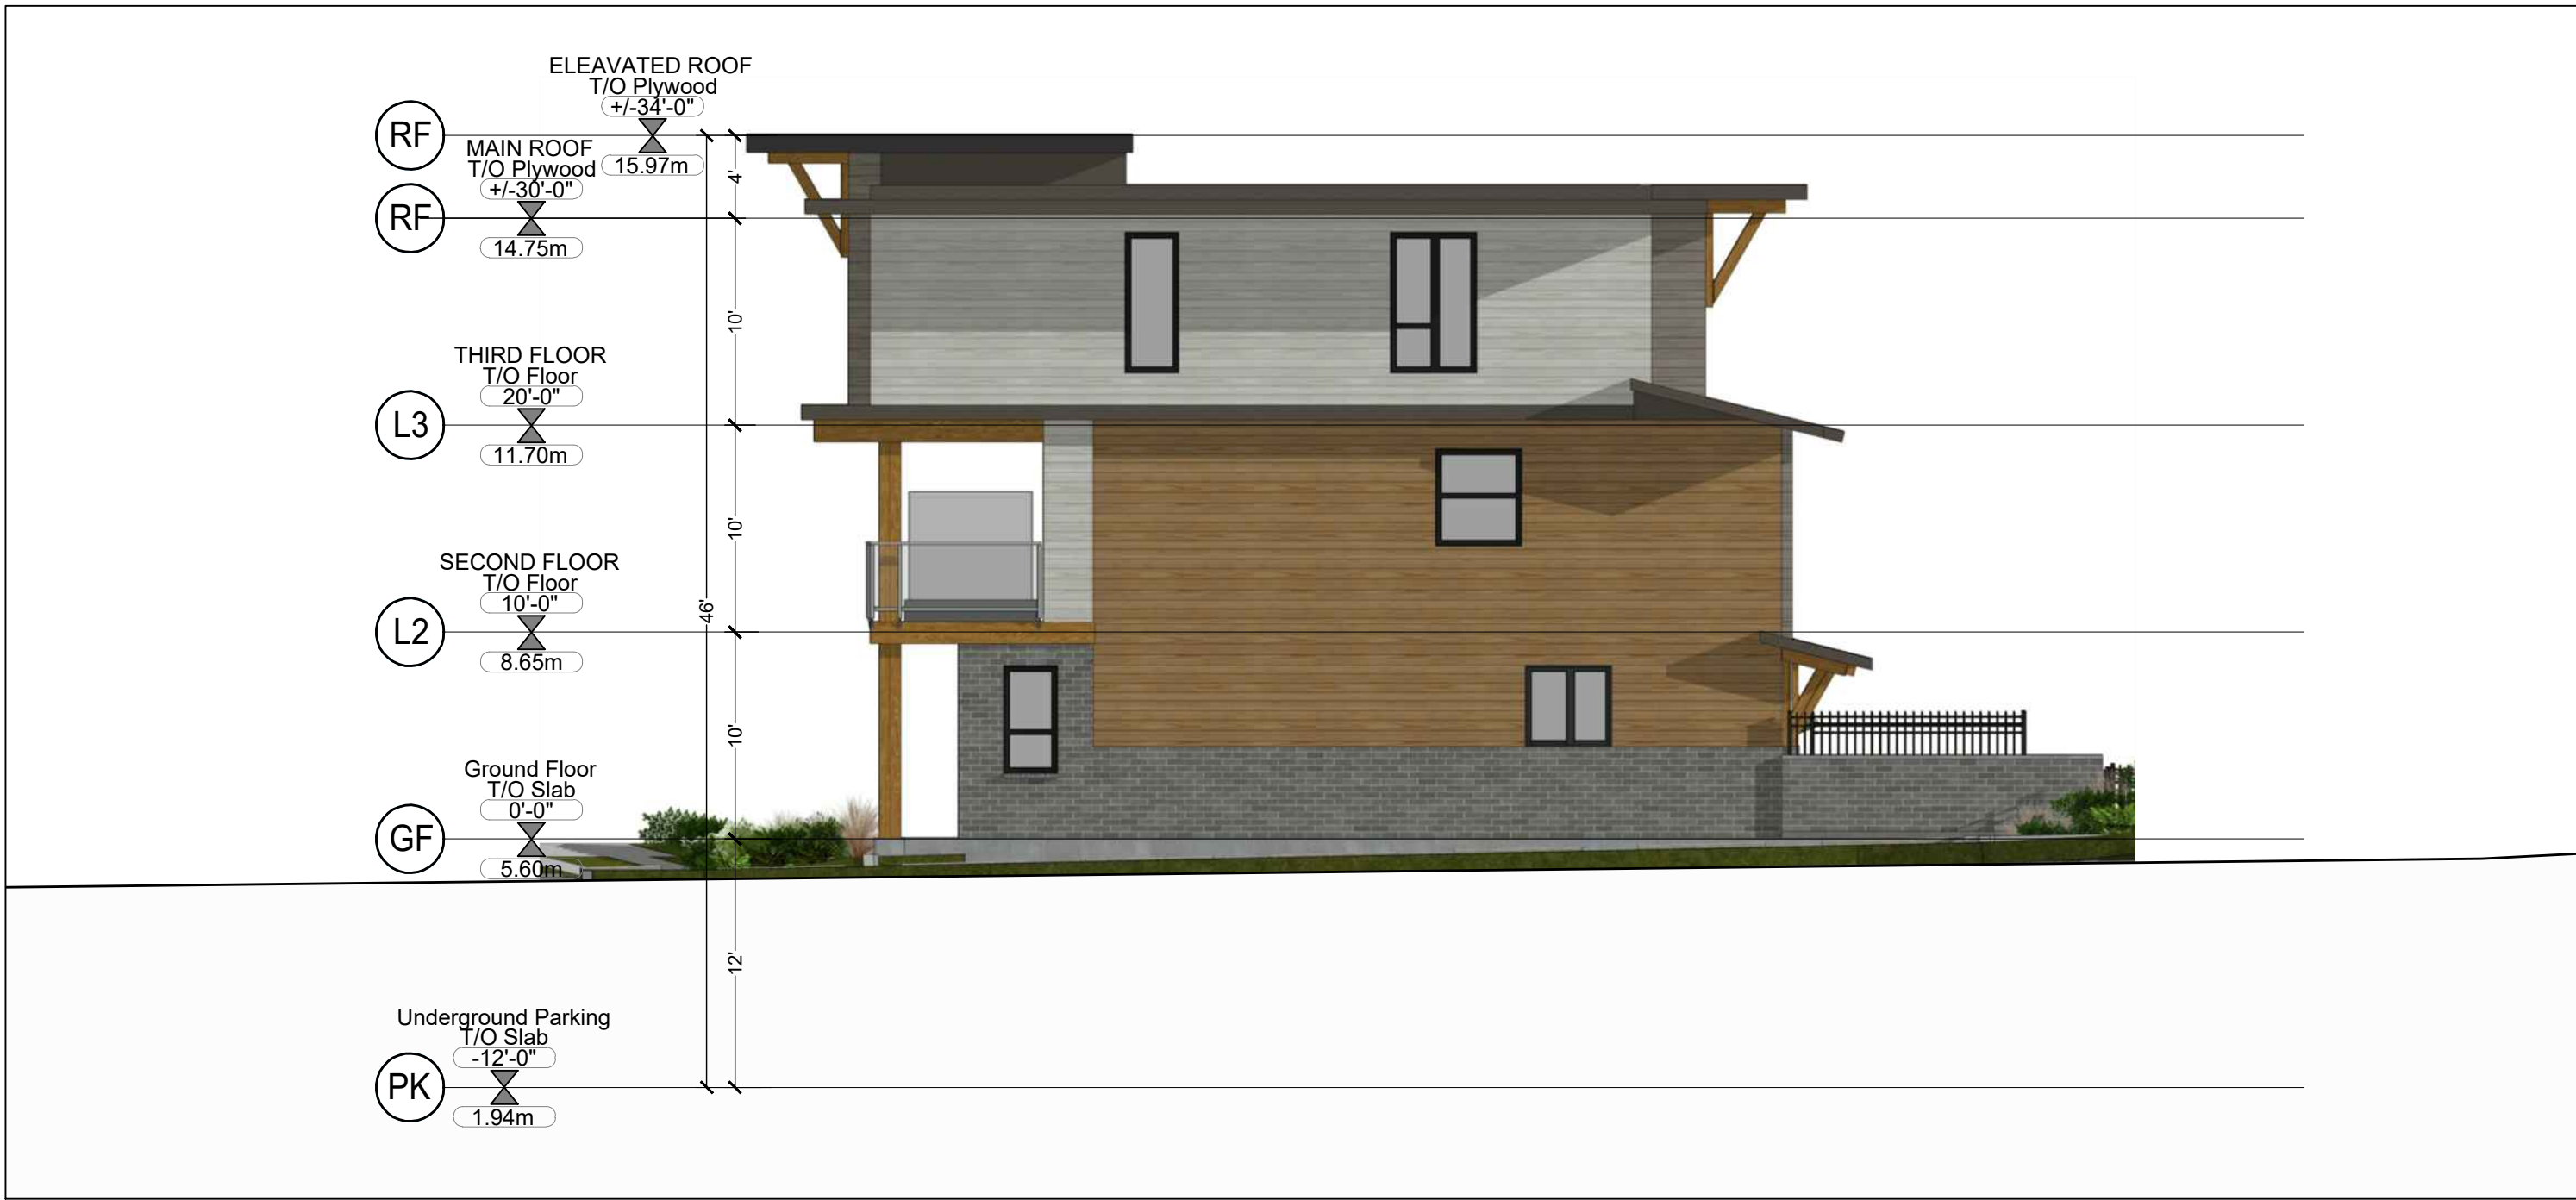 ELEAVATED ROOF
T/O Plywood
+/-34'-0"
RF
15.97m
MAIN ROOF
T/O Plywood
+/-30'-0"
RF
14.75m
4'
10'
THIRD FLOOR
T/O Floor
20'-0"
L3
11.70m
10'
SECOND FLOOR
T/O Floor
10'-0"
L2
8.65m
46'
10'
Ground Floor
T/O Slab
0'-0"
GF
5.60m
12'
Underground Parking
T/O Slab
-12'-0"
PK
1.94m